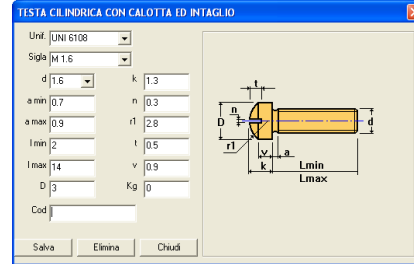 TESTA CILINDRICA CON CALOTTA ED INTAGLIO
Unif. UNI 6108
Sigla M 1.6
d 1.6 k 1.3
a min 0.7 n 0.3
a max 0.9 r1 2.8
l min 2 t 0.5
l max 14 v 0.9
D 3 Kg 0
Cod
Salva Elimina Chiudi
t
n
D d
r1
v a
k Lmin
Lmax